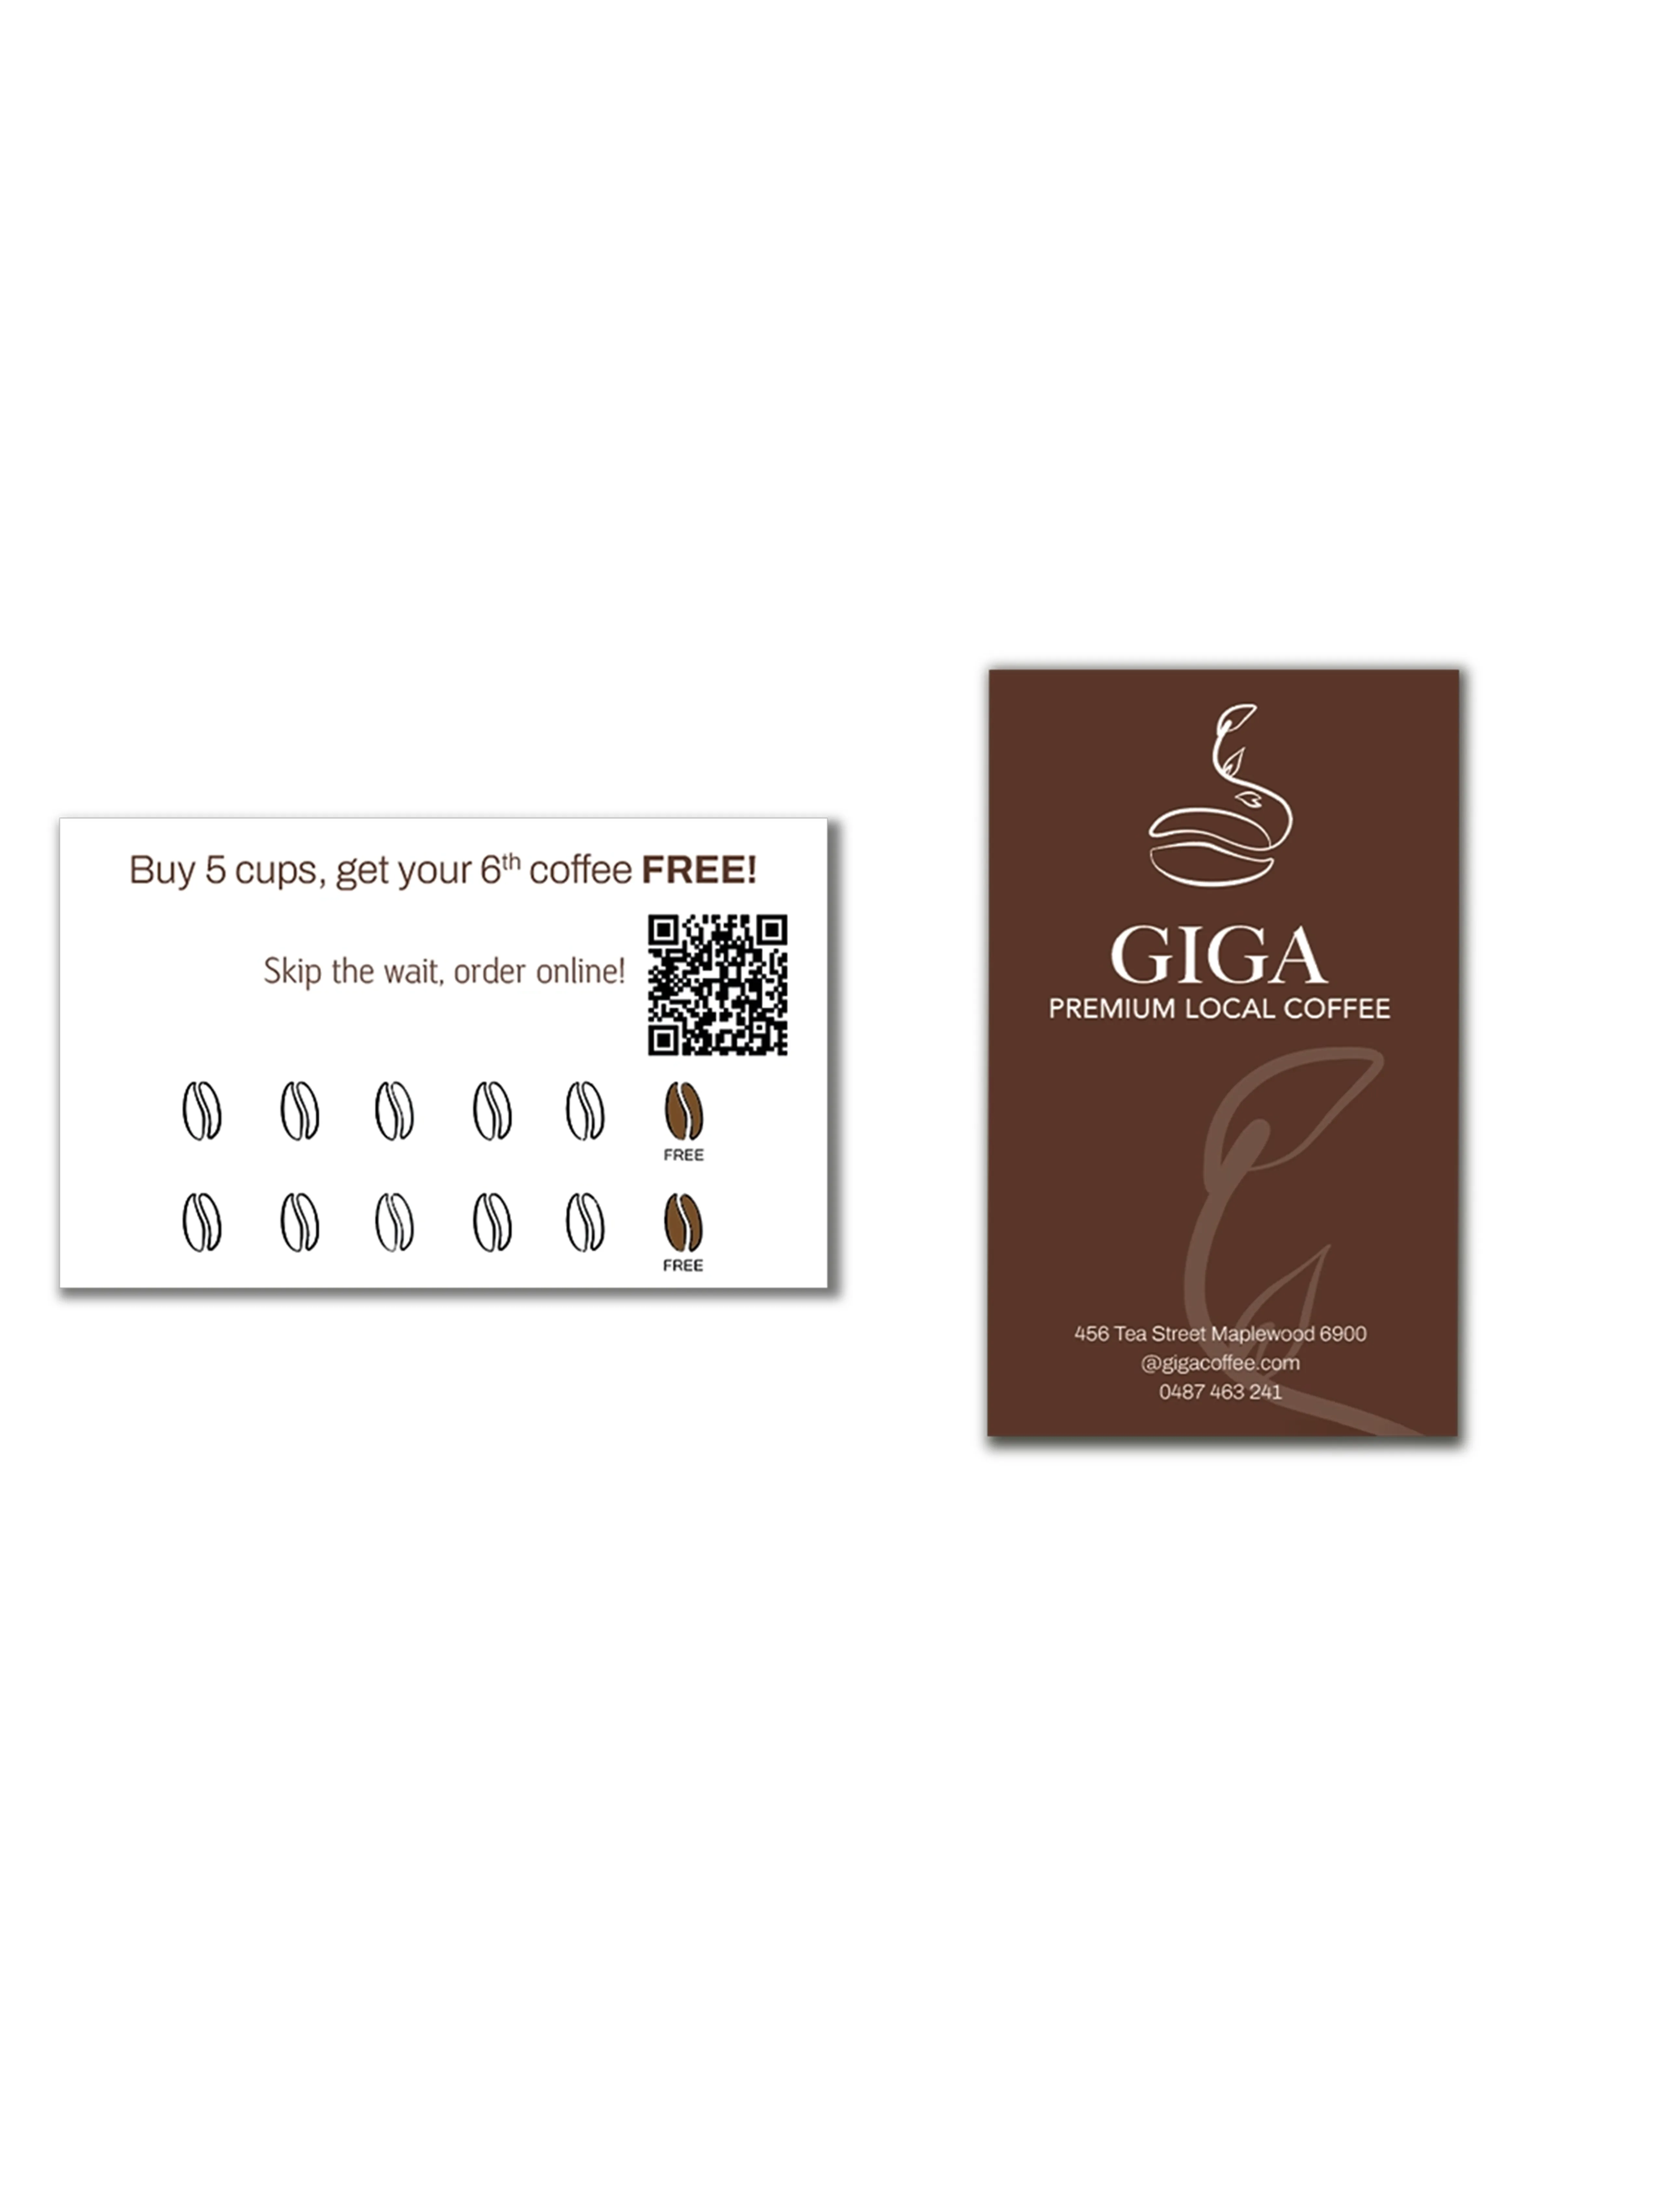 Buy 5 cups, get your 6th coffee FREE!
Skip the wait, order online!
FREE
FREE
GIGA
PREMIUM LOCAL COFFEE
456 Tea Street Maplewood 6900
@gigacoffee.com
0487 463 241